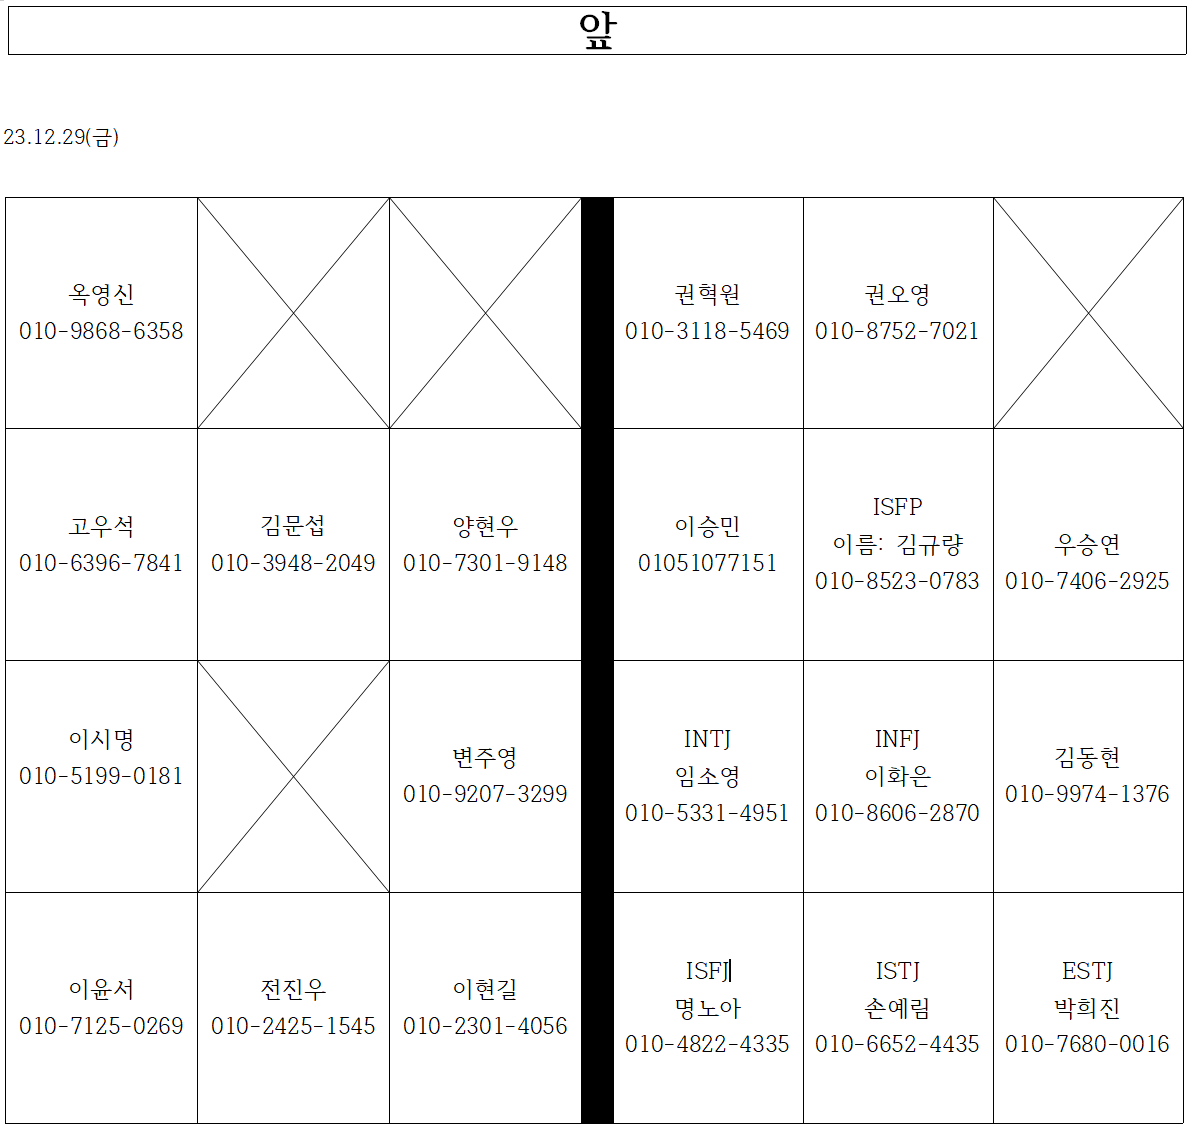 앞
23.12.29(금)
옥영신
010-9868-6358
권혁원
010-3118-5469
권오영
010-8752-7021
고우석
010-6396-7841
김문섭
010-3948-2049
양현우
010-7301-9148
이승민
01051077151
ISFP
이름: 김규량
010-8523-0783
우승연
010-7406-2925
이시명
010-5199-0181
변주영
010-9207-3299
INTJ
임소영
010-5331-4951
INFJ
이화은
010-8606-2870
김동현
010-9974-1376
이윤서
010-7125-0269
전진우
010-2425-1545
이현길
010-2301-4056
ISFJ
명노아
010-4822-4335
ISTJ
손예림
010-6652-4435
ESTJ
박희진
010-7680-0016